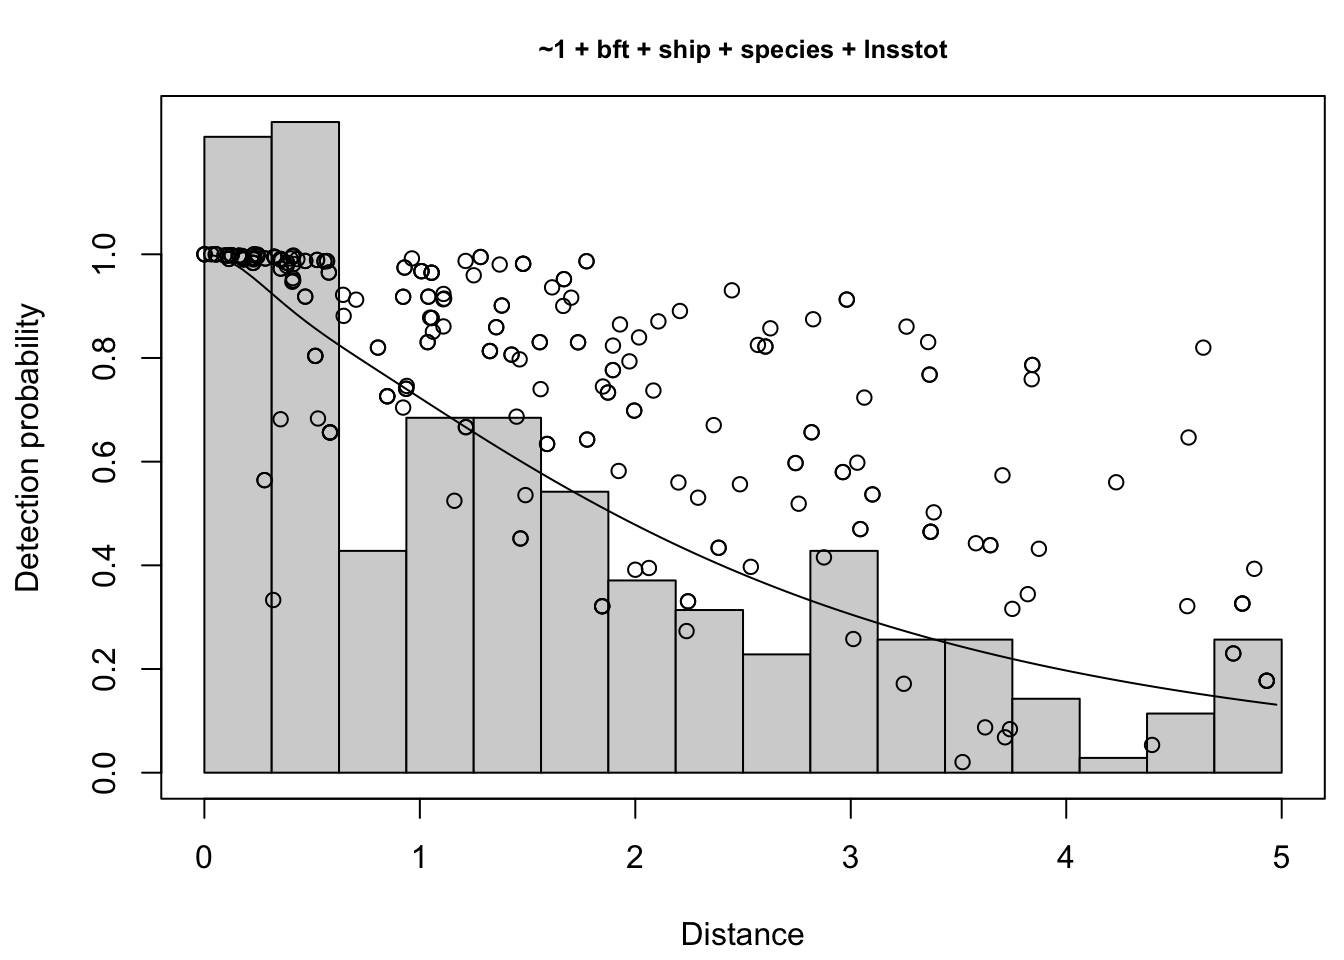 ~1 + bft + ship + species + lnsstot
Detection probability
1.0
0.8
0.6
0.4
0.2
0.0
0 1 2 3 4 5
Distance